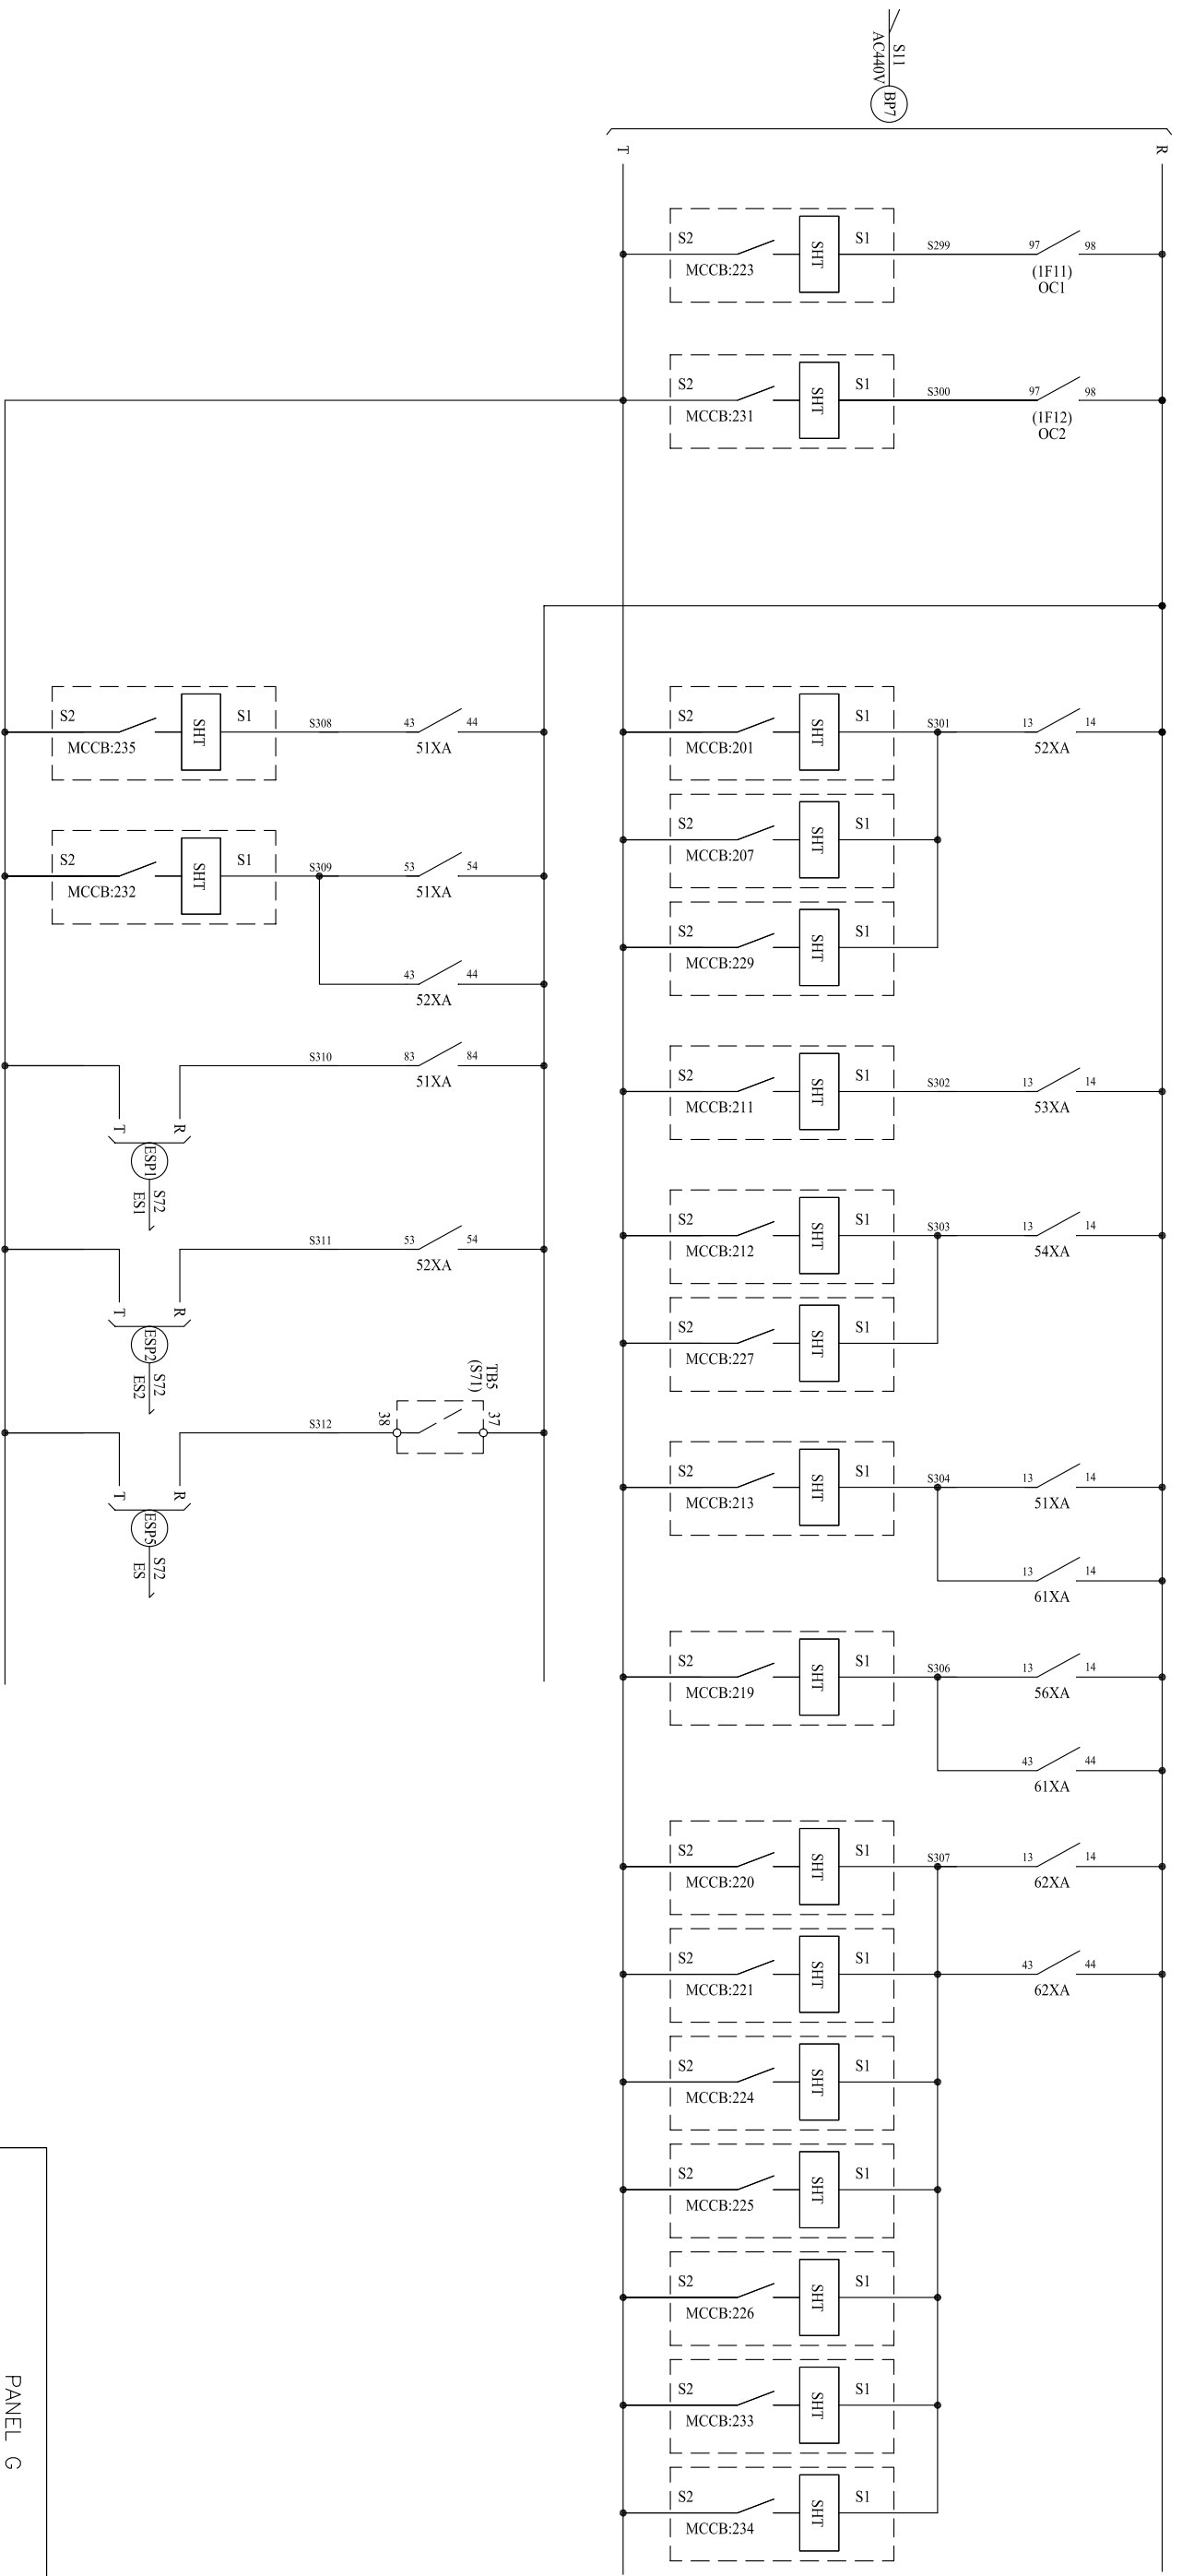 S11
AC440V
BP7
T
R
S2
SHT
S1
S299
97
98
MCCB:223
(1F11)
OC1
S2
SHT
S1
S300
97
98
MCCB:231
(1F12)
OC2
S2
SHT
S1
S308
43
44
MCCB:235
51XA
S2
SHT
S1
S301
13
14
MCCB:201
52XA
S2
SHT
S1
MCCB:207
S2
SHT
S1
S309
53
54
MCCB:232
51XA
S2
SHT
S1
MCCB:229
43
44
52XA
S310
83
84
51XA
S2
SHT
S1
S302
13
14
MCCB:211
53XA
T
R
ESP1
S72
ES1
S2
SHT
S1
S303
13
14
MCCB:212
54XA
S311
53
54
52XA
T
R
ESP2
S72
ES2
S2
SHT
S1
MCCB:227
TB5
(S71)
38
37
S312
T
R
ESP5
S72
ES
S2
SHT
S1
S304
13
14
MCCB:213
51XA
13
14
61XA
S2
SHT
S1
S306
13
14
MCCB:219
56XA
43
44
61XA
S2
SHT
S1
S307
13
14
MCCB:220
62XA
S2
SHT
S1
43
44
MCCB:221
62XA
S2
SHT
S1
MCCB:224
S2
SHT
S1
MCCB:225
S2
SHT
S1
MCCB:226
S2
SHT
S1
MCCB:233
S2
SHT
S1
MCCB:234
PANEL G